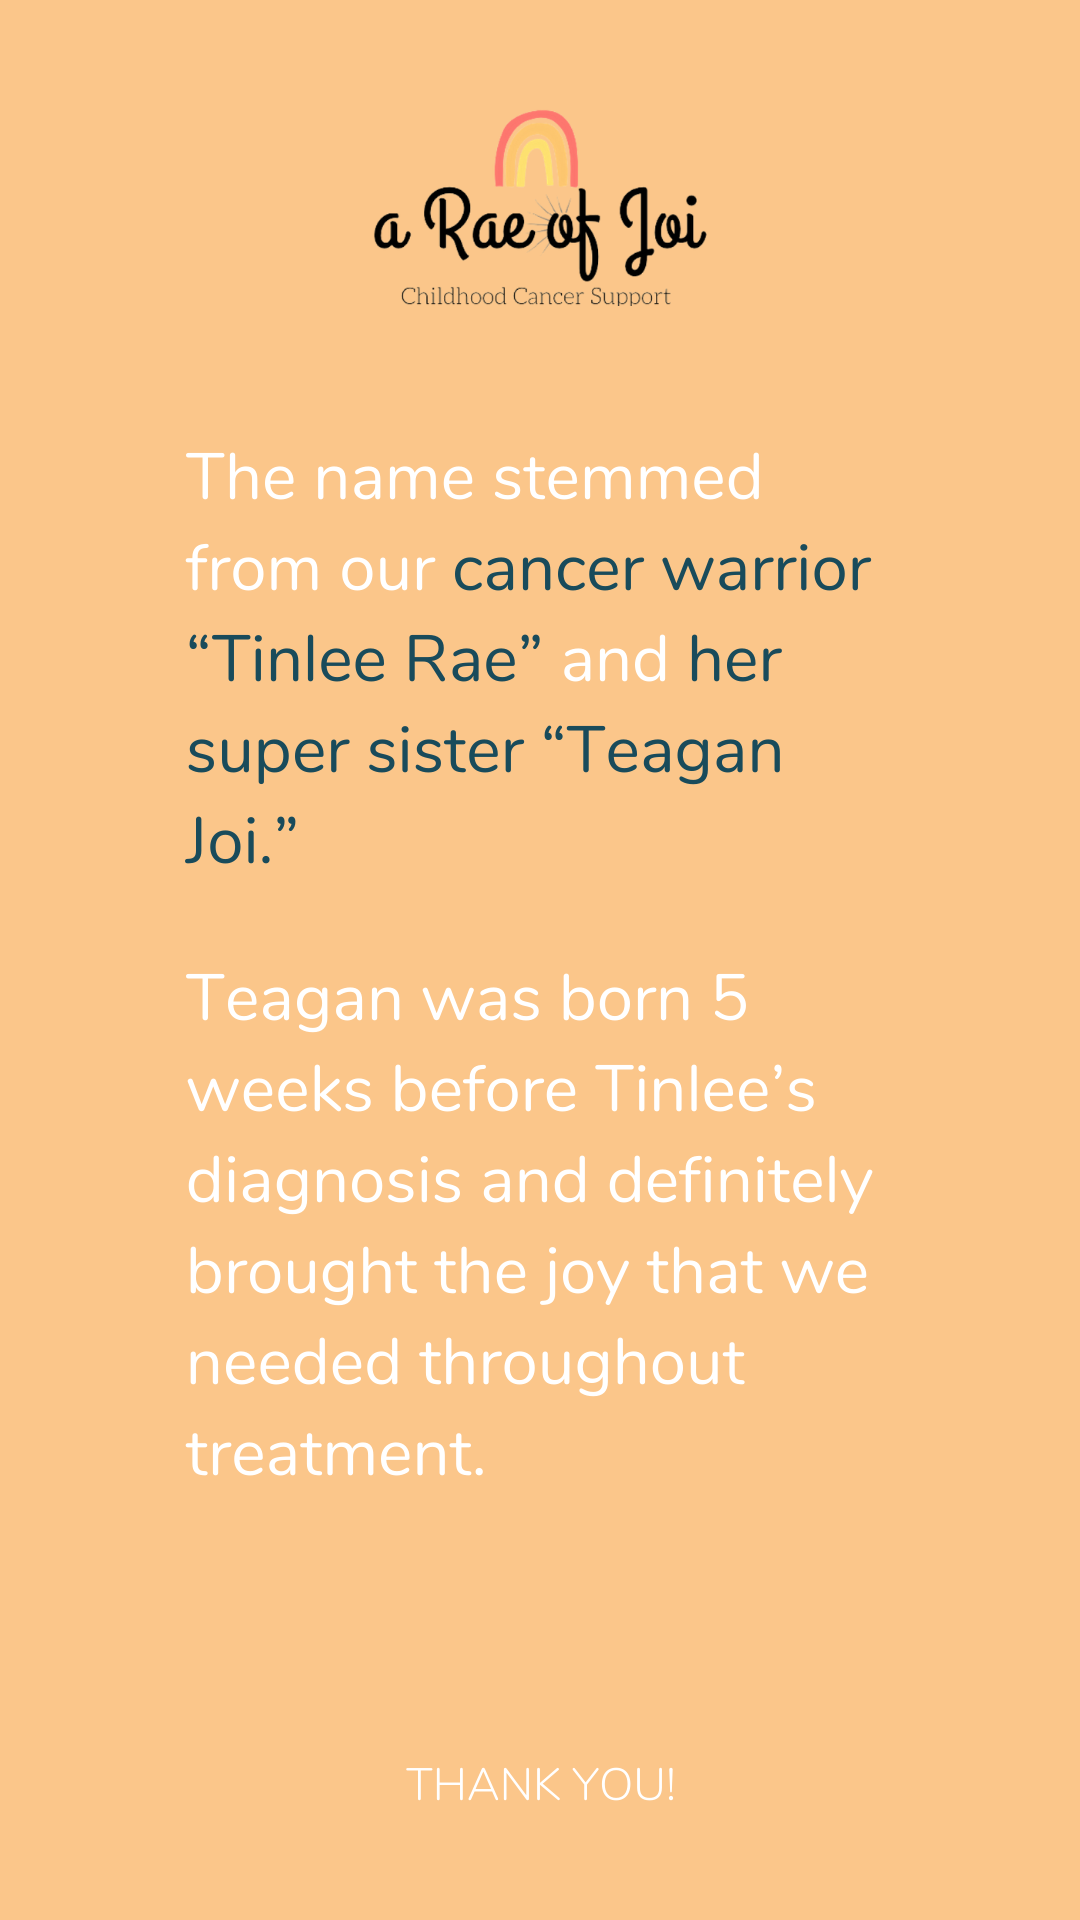 a Rae of Joi
Childhood Cancer Support
The name stemmed
from our cancer warrior
“Tinlee Rae” and her
super sister “Teagan
Joi.”
Teagan was born 5
weeks before Tinlee’s
diagnosis and definitely
brought the joy that we
needed throughout
treatment.
THANK YOU!